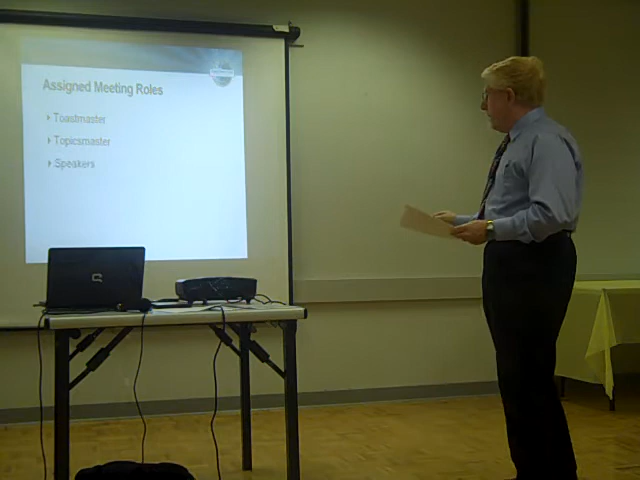 Assigned Meeting Roles
Toastmaster
Topicsmaster
Speakers